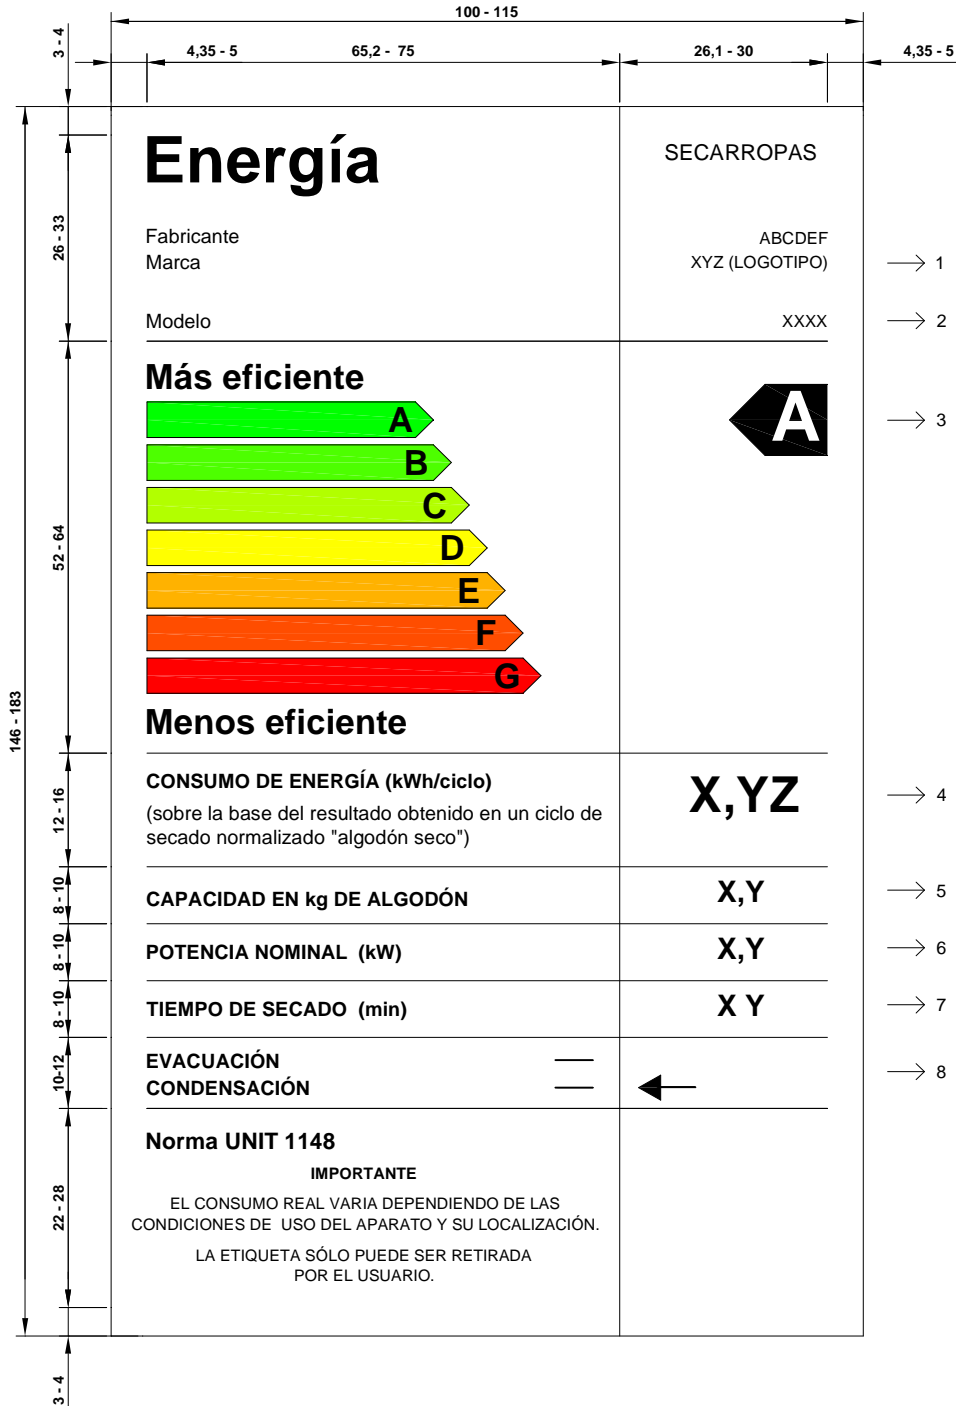 100 - 115
3 - 4
4,35 - 5 65,2 - 75 26,1 - 30 4,35 - 5
Energía SECARROPAS
26 - 33
Fabricante ABCDEF
Marca XYZ (LOGOTIPO) 1
Modelo XXXX 2
Más eficiente
A A 3
B
C
52 - 64
D
E
F
G
146 - 183
Menos eficiente
12 - 16
CONSUMO DE ENERGÍA (kWh/ciclo) X,YZ 4
(sobre la base del resultado obtenido en un ciclo de
secado normalizado "algodón seco")
8 - 10
CAPACIDAD EN kg DE ALGODÓN X,Y 5
8 - 10
POTENCIA NOMINAL (kW) X,Y 6
8 - 10
TIEMPO DE SECADO (min) X Y 7
10-12
EVACUACIÓN 8
CONDENSACIÓN
Norma UNIT 1148
IMPORTANTE
22 - 28
EL CONSUMO REAL VARIA DEPENDIENDO DE LAS
CONDICIONES DE USO DEL APARATO Y SU LOCALIZACIÓN.
LA ETIQUETA SÓLO PUEDE SER RETIRADA
POR EL USUARIO.
3 - 4